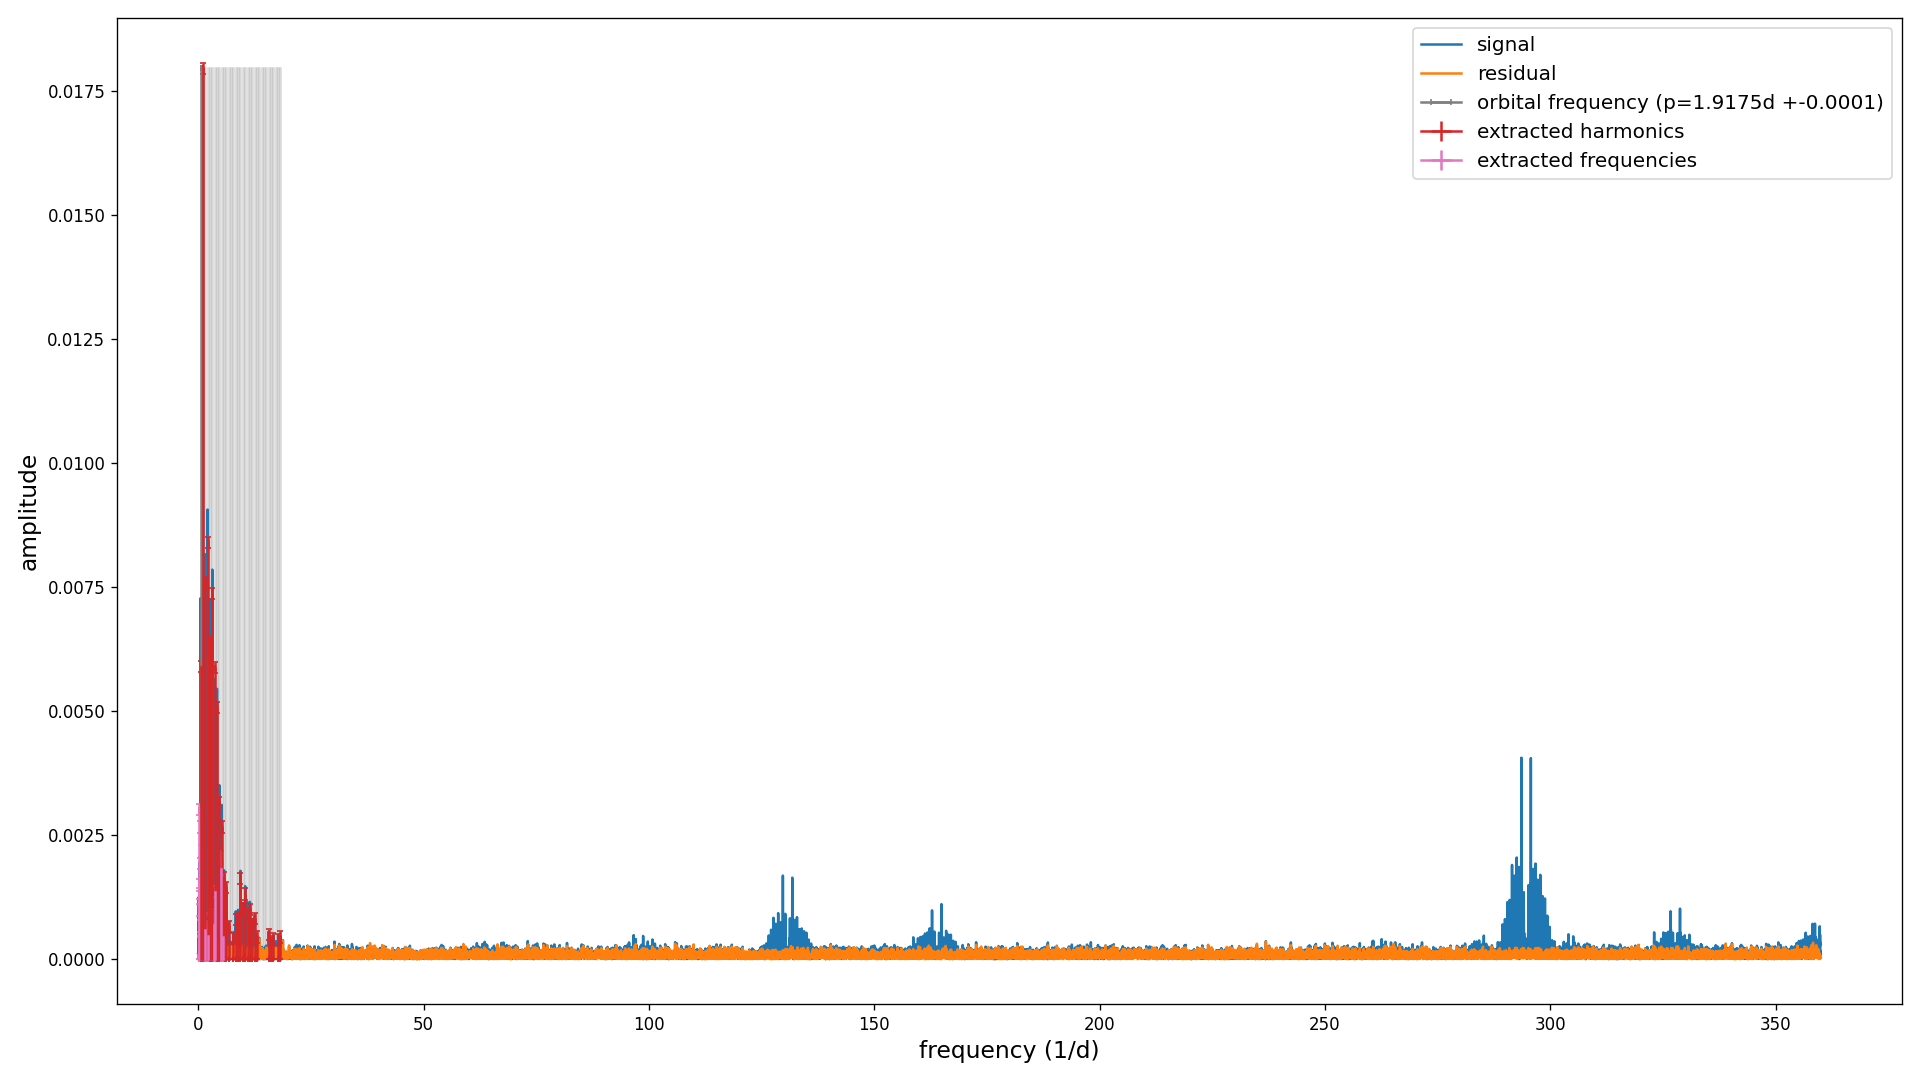 signal
residual
orbital frequency (p=1.9175d +-0.0001)
extracted harmonics
extracted frequencies
0.0175
0.0150
0.0125
0.0100
0.0075
0.0050
0.0025
0.0000
amplitude
0 50 100 150 200 250 300 350
frequency (1/d)